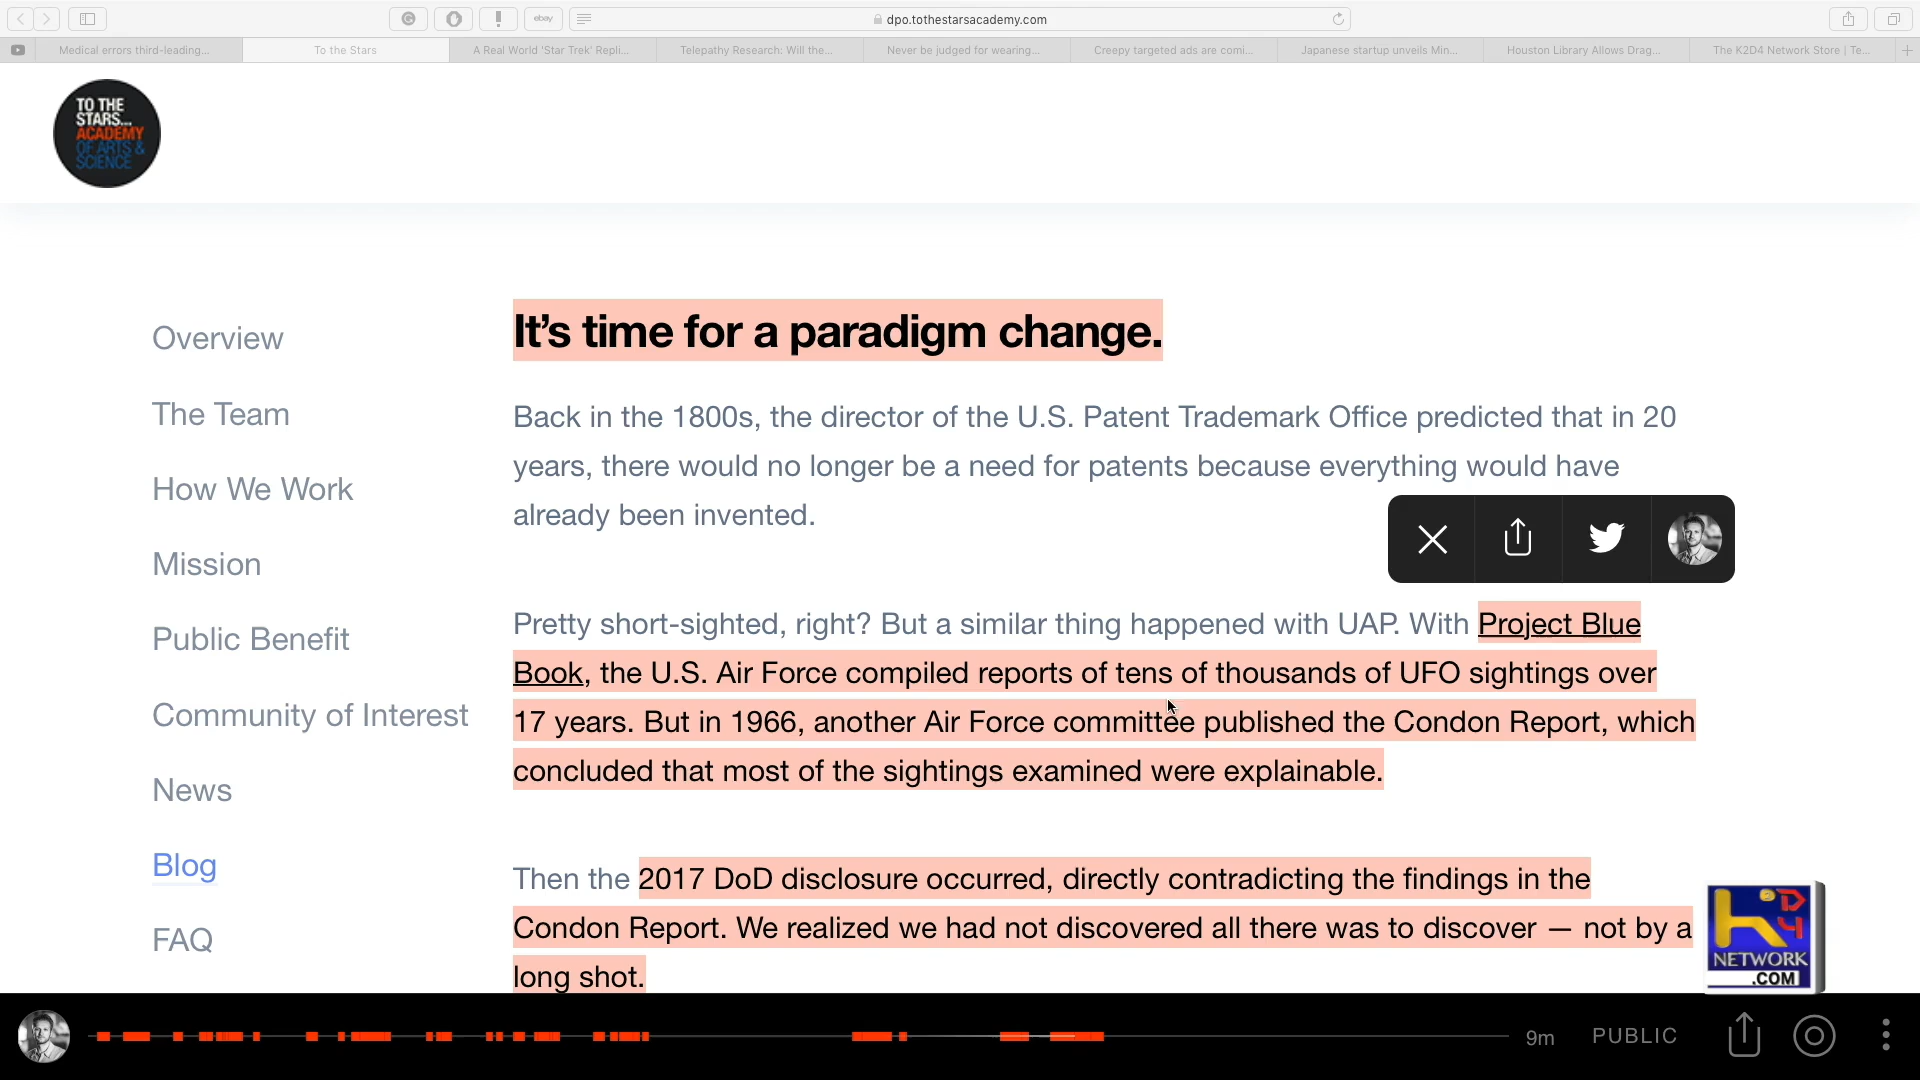 ebay
dpo.tothestarsacademy.com
Medical errors third-leading...
To the Stars
A Real World 'Star Trek' Repli...
Telepathy Research: Will the...
Never be judged for wearing...
Creepy targeted ads are comi...
Japanese startup unveils Min...
Houston Library Allows Drag...
The K2D4 Network Store | Te...
TO THE
STARS...
ACADEMY
OF ARTS &
SCIENCE
Overview
The Team
How We Work
Mission
Public Benefit
Community of Interest
News
Blog
FAQ
It’s time for a paradigm change.
Back in the 1800s, the director of the U.S. Patent Trademark Office predicted that in 20
years, there would no longer be a need for patents because everything would have
already been invented.
Pretty short-sighted, right? But a similar thing happened with UAP. With Project Blue
Book, the U.S. Air Force compiled reports of tens of thousands of UFO sightings over
17 years. But in 1966, another Air Force committee published the Condon Report, which
concluded that most of the sightings examined were explainable.
Then the 2017 DoD disclosure occurred, directly contradicting the findings in the
Condon Report. We realized we had not discovered all there was to discover — not by a
long shot.
K2D4
NETWORK
.COM
9m
PUBLIC